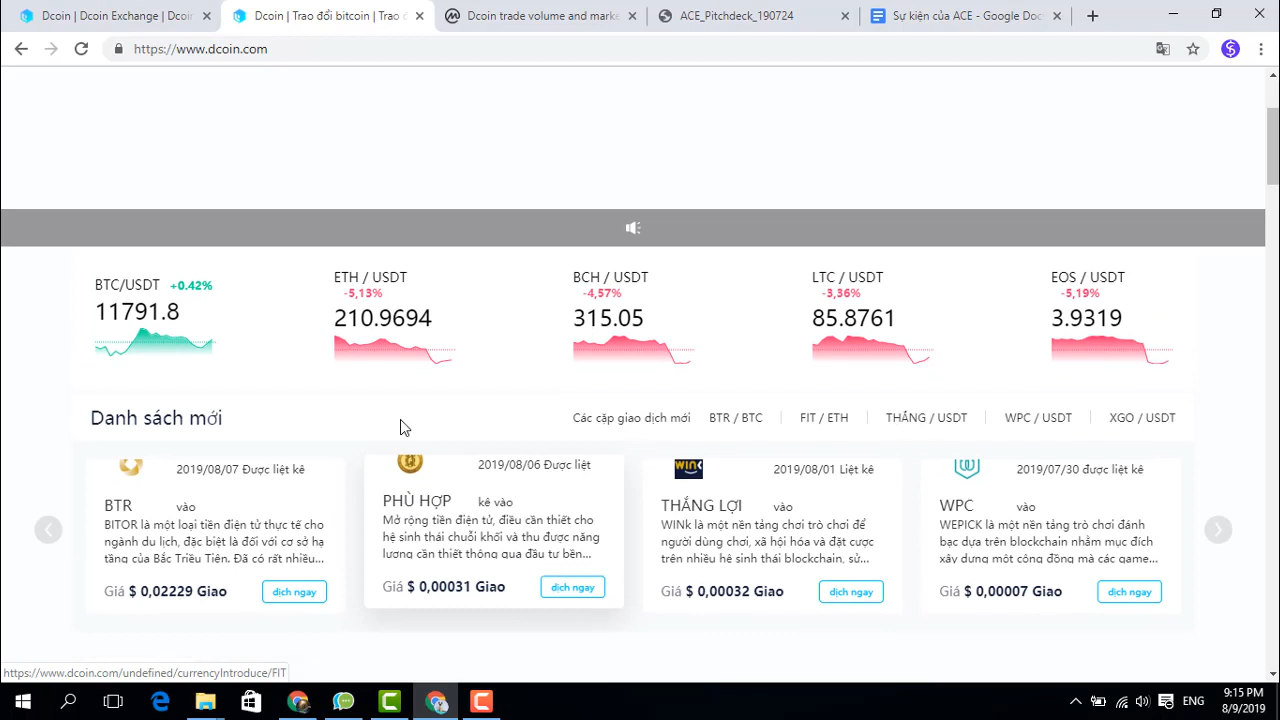 Dcoin | Dcoin Exchange | Dcoin E
Dcoin | Trao đổi bitcoin | Trao đ
Dcoin trade volume and market
ACE_Pitchdeck_190724
Sự kiện của ACE - Google Docs
https://www.dcoin.com
BTC/USDT +0.42%
11791.8
ETH / USDT
-5,13%
210.9694
BCH / USDT
-4,57%
315.05
LTC / USDT
-3,36%
85.8761
EOS / USDT
-5,19%
3.9319
Danh sách mới
Các cặp giao dịch mới BTR / BTC FIT / ETH THẮNG / USDT WPC / USDT XGO / USDT
2019/08/07 Được liệt kê
BTR vào
BITOR là một loại tiền điện tử thực tế cho
ngành du lịch, đặc biệt là đối với cơ sở hạ
tầng của Bắc Triều Tiên. Đã có rất nhiều...
Giá $ 0,02229 Giao dịch ngay
2019/08/06 Được liệt
PHÙ HỢP kê vào
Mở rộng tiền điện tử, điều cần thiết cho
hệ sinh thái chuỗi khối và thu được năng
lượng cần thiết thông qua đầu tư bền...
Giá $ 0,00031 Giao dịch ngay
WINK
2019/08/01 Liệt kê
THẮNG LỢI vào
WINk là một nền tảng chơi trò chơi để
người dùng chơi, xã hội hóa và đặt cược
trên nhiều hệ sinh thái blockchain, sử...
Giá $ 0,00032 Giao dịch ngay
2019/07/30 được liệt kê
WPC vào
WEPICK là một nền tảng trò chơi đánh
bạc dựa trên blockchain nhằm mục đích
xây dựng một cộng đồng mà các game...
Giá $ 0,00007 Giao dịch ngay
https://www.dcoin.com/undefined/currencyIntroduce/FIT
ENG
9:15 PM
8/9/2019